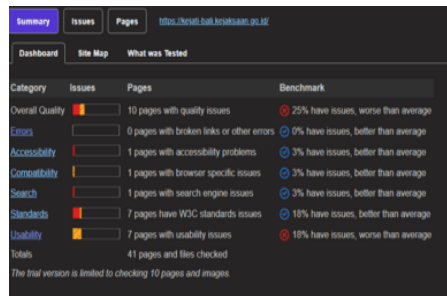 Summary Issues Pages https://kejati-bali.kejaksaan.go.id/
Dashboard Site Map What was Tested
Category Issues Pages Benchmark
Overall Quality 10 pages with quality issues 25% have issues, worse than average
Errors 0 pages with broken links or other errors 0% have issues, better than average
Accessibility 1 pages with accessibility problems 3% have issues, better than average
Compatibility 1 pages with browser specific issues 3% have issues, better than average
Search 1 pages with search engine issues 3% have issues, better than average
Standards 7 pages have W3C standards issues 18% have issues, better than average
Usability 7 pages with usability issues 18% have issues, worse than average
Totals 41 pages and files checked
The trial version is limited to checking 10 pages and images.